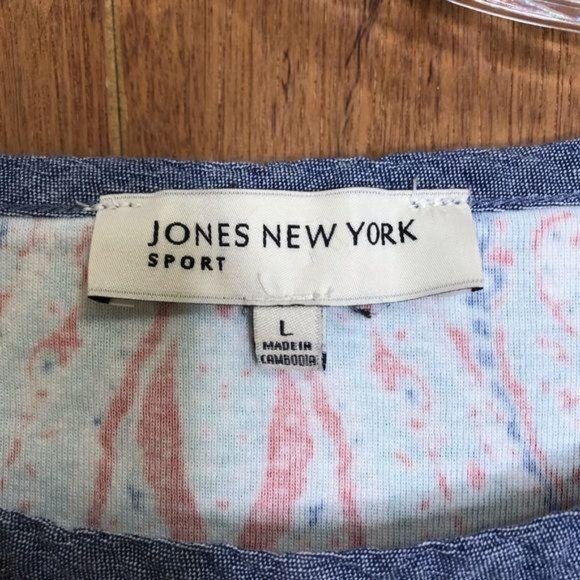 JONES NEW YORK
SPORT
L
MADE IN
CAMBODIA